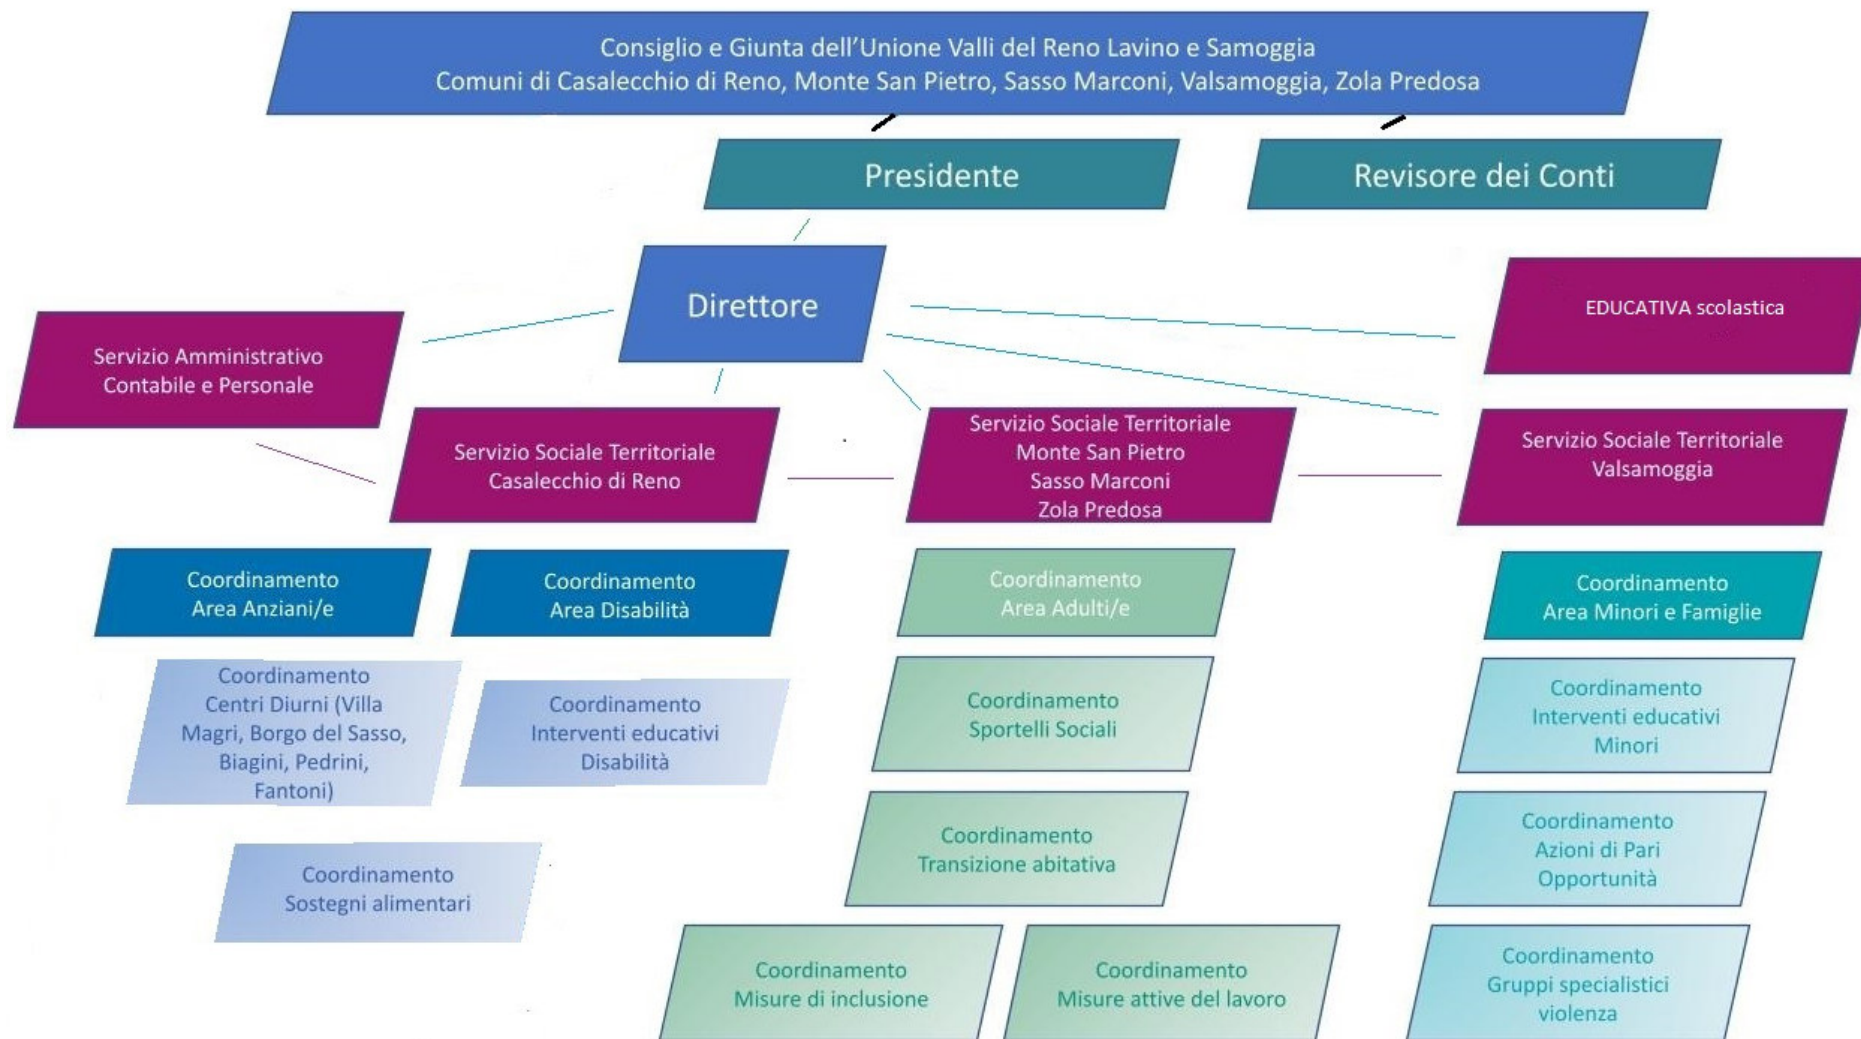 Consiglio e Giunta dell’Unione Valli del Reno Lavino e Samoggia
Comuni di Casalecchio di Reno, Monte San Pietro, Sasso Marconi, Valsamoggia, Zola Predosa
Presidente
Revisore dei Conti
Direttore
EDUCATIVA scolastica
Servizio Amministrativo
Contabile e Personale
Servizio Sociale Territoriale
Casalecchio di Reno
Servizio Sociale Territoriale
Monte San Pietro
Sasso Marconi
Zola Predosa
Servizio Sociale Territoriale
Valsamoggia
Coordinamento
Area Anziani/e
Coordinamento
Area Disabilità
Coordinamento
Area Adulti/e
Coordinamento
Area Minori e Famiglie
Coordinamento
Centri Diurni (Villa
Magri, Borgo del Sasso,
Biagini, Pedrini,
Fantoni)
Coordinamento
Interventi educativi
Disabilità
Coordinamento
Sportelli Sociali
Coordinamento
Interventi educativi
Minori
Coordinamento
Sostegni alimentari
Coordinamento
Transizione abitativa
Coordinamento
Azioni di Pari
Opportunità
Coordinamento
Misure di inclusione
Coordinamento
Misure attive del lavoro
Coordinamento
Gruppi specialistici
violenza